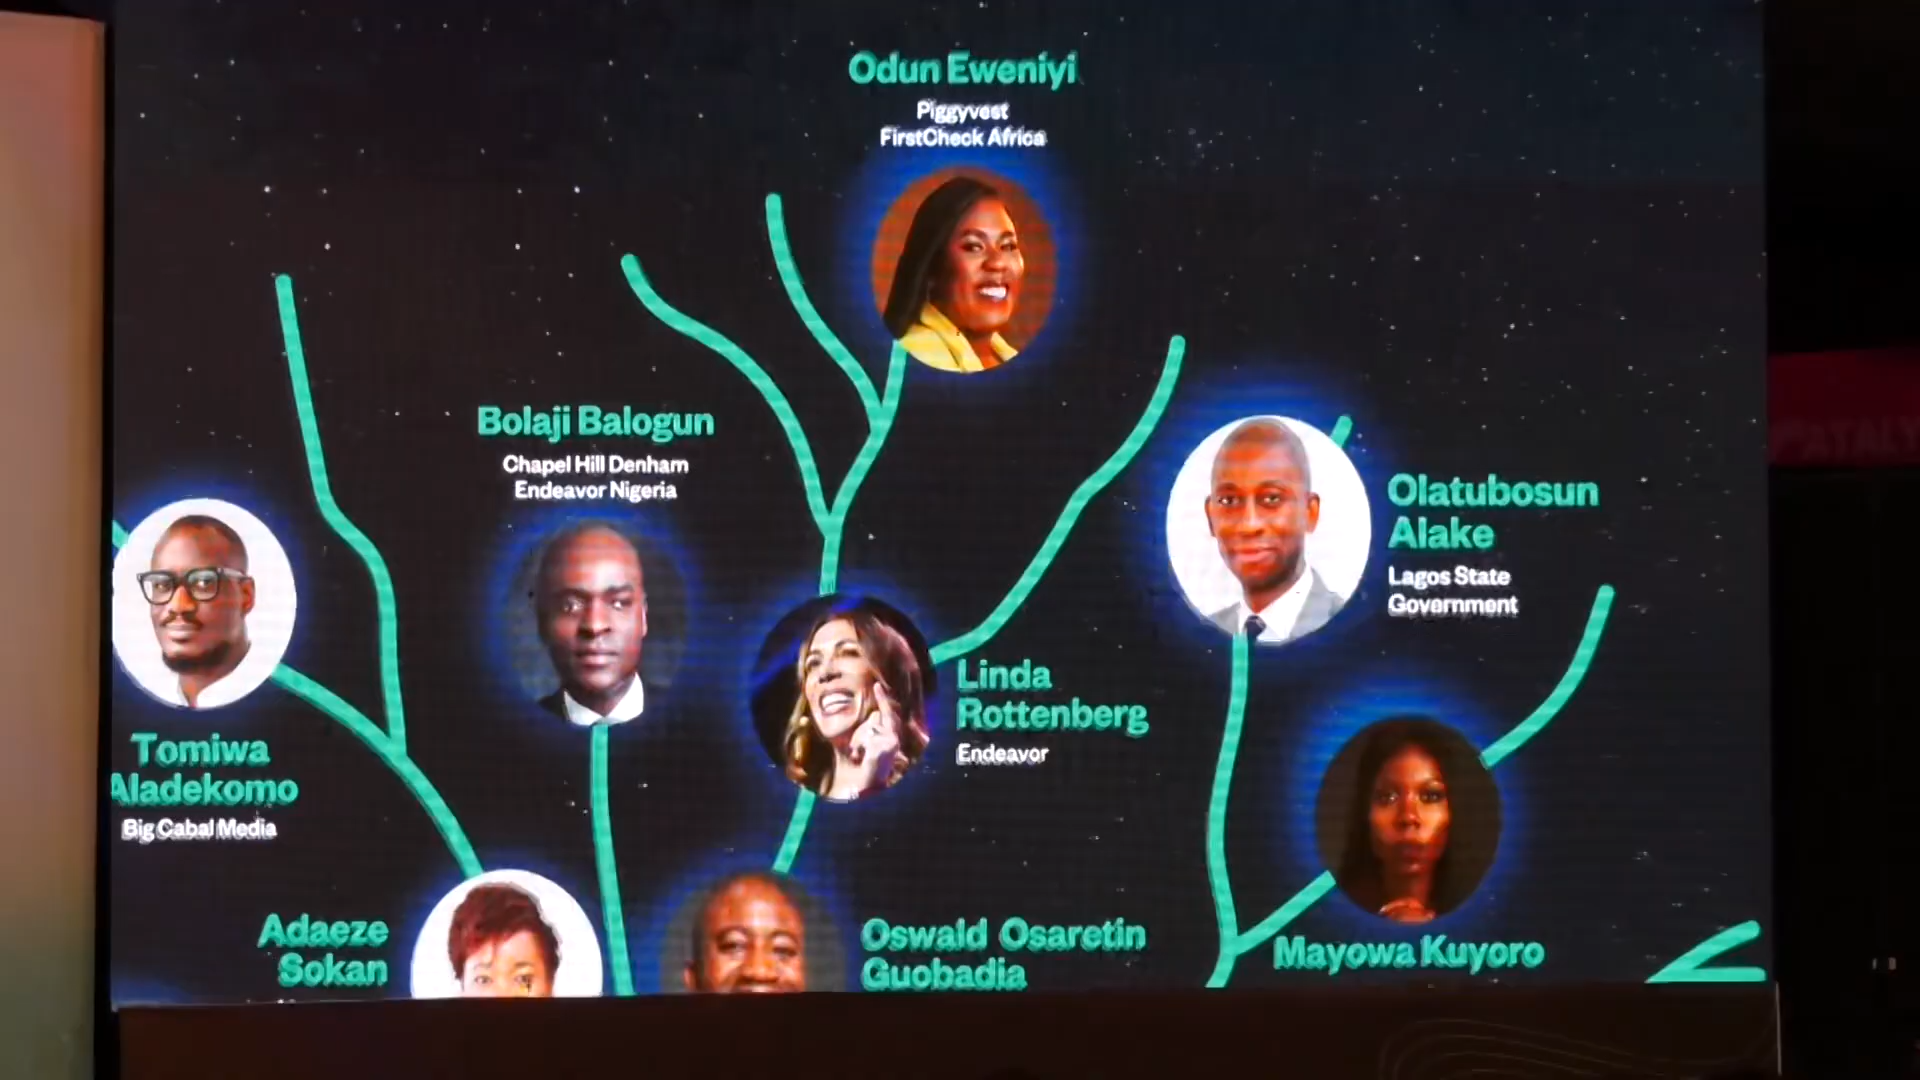 Odun Eweniyi
Piggyvest
FirstCheck Africa
Bolaji Balogun
Chapel Hill Denham
Endeavor Nigeria
Olatubosun
Alake
Lagos State
Government
Linda
Rottenberg
Endeavor
Tomiwa
Aladekomo
Big Cabal Media
Adaeze
Sokan
Oswald Osaretin
Guobadia
Mayowa Kuyoro